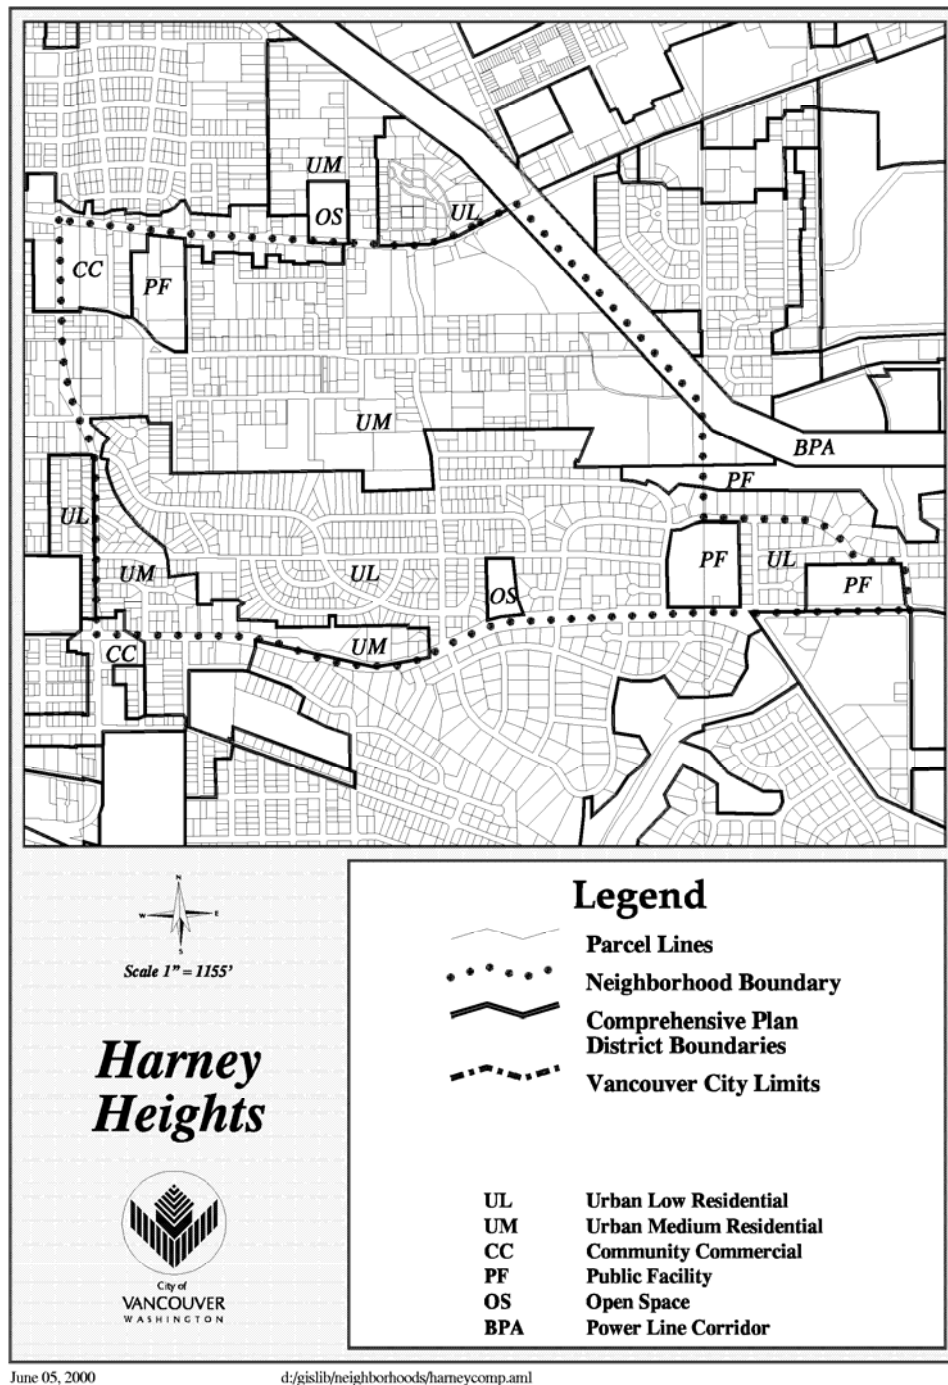 UM
OS
UL
CC
PF
UM
BPA
PF
UL
UM
UL
OS
PF
UL
PF
CC
UM
N
W E
S
Scale 1" = 1155'
Harney
Heights
City of
VANCOUVER
WASHINGTON
Legend
Parcel Lines
Neighborhood Boundary
Comprehensive Plan
District Boundaries
Vancouver City Limits
UL Urban Low Residential
UM Urban Medium Residential
CC Community Commercial
PF Public Facility
OS Open Space
BPA Power Line Corridor
June 05, 2000 d:/gislib/neighborhoods/harneycomp.aml